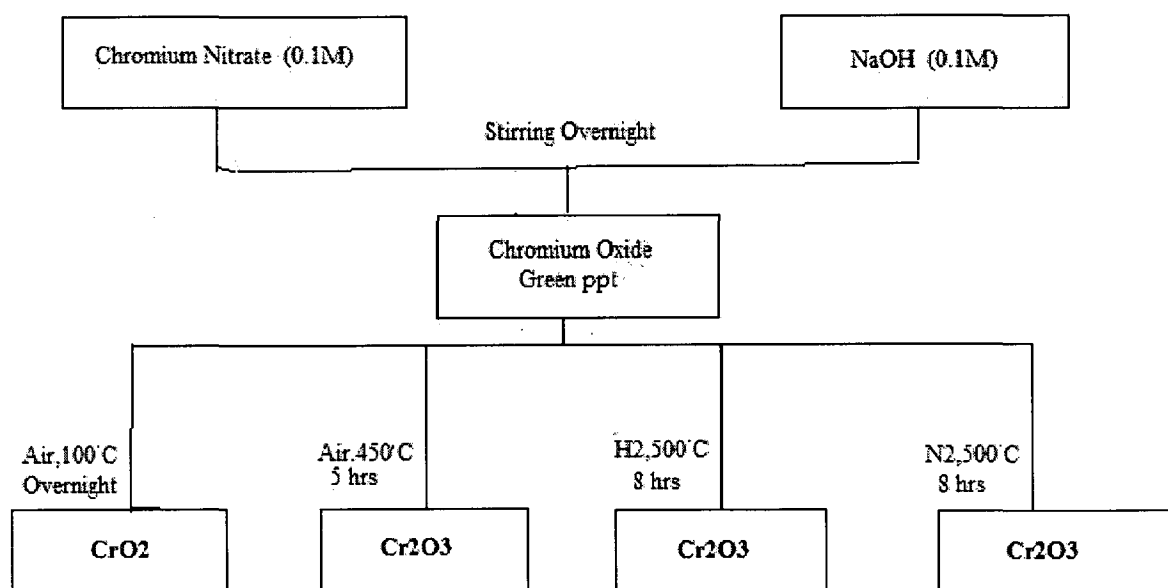 Chromium Nitrate (0.1M)
NaOH (0.1M)
Stirring Overnight
Chromium Oxide
Green ppt
Air,100°C
Overnight
Air.450°C
5 hrs
H2,500°C
8 hrs
N2,500°C
8 hrs
CrO2
Cr2O3
Cr2O3
Cr2O3